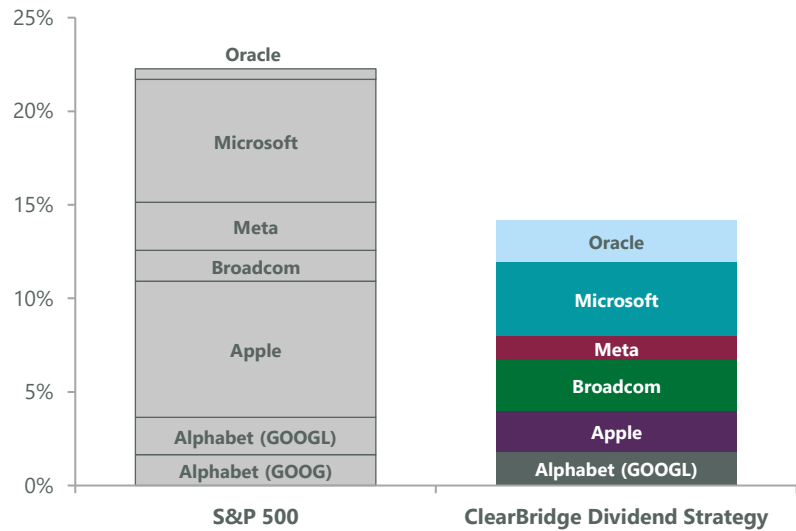 25%
20%
15%
10%
5%
0%
Oracle
Microsoft
Meta
Broadcom
Apple
Alphabet (GOOGL)
Alphabet (GOOG)
Oracle
Microsoft
Meta
Broadcom
Apple
Alphabet (GOOGL)
S&P 500
ClearBridge Dividend Strategy